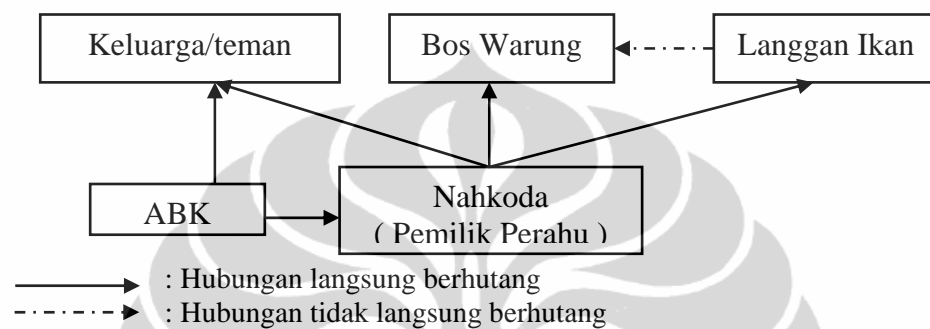 Keluarga/teman
Bos Warung
Langgan Ikan
ABK
Nahkoda
( Pemilik Perahu )
: Hubungan langsung berhutang
: Hubungan tidak langsung berhutang